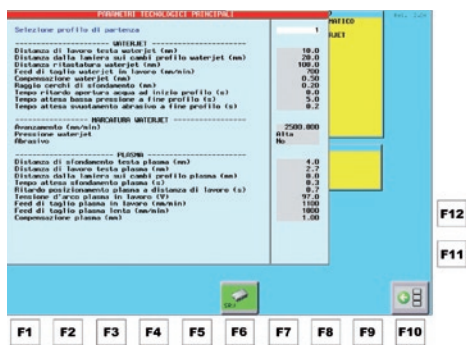 PARAMETRI TECNOLOGICI PRINCIPALI
Selezione profilo di partenza 1
WATERJET
Distanza di lavoro testa waterjet (mm) 10.0
Distanza dalla lamiera sui cambi profilo waterjet (mm) 20.0
Distanza ritastatura waterjet (mm) 100.0
Feed di taglio waterjet in lavoro (mm/min) 700
Compensazione waterjet (mm) 0.50
Raggio cerchi di sfondamento (mm) 0.20
Tempo ritardo apertura acqua ad inizio profilo (s) 0.0
Tempo attesa bassa pressione a fine profilo (s) 5.0
Tempo attesa svuotamento abrasivo a fine profilo (s) 0.2
MARCATURA WATERJET
Avanzamento (mm/min) 2500.000
Pressione waterjet Alta
Abrasivo No
PLASMA
Distanza di sfondamento testa plasma (mm) 4.0
Distanza di lavoro testa plasma (mm) 2.7
Distanza dalla lamiera sui cambi profilo plasma (mm) 0.0
Tempo attesa sfondamento plasma (s) 0.3
Ritardo posizionamento plasma a distanza di lavoro (s) 0.5
Tensione d'arco plasma in lavoro (V) 97.0
Feed di taglio plasma in lavoro (mm/min) 1100
Feed di taglio plasma lento (mm/min) 1000
Compensazione plasma (mm) 1.00
F12
F11
F1 F2 F3 F4 F5 F6 F7 F8 F9 F10